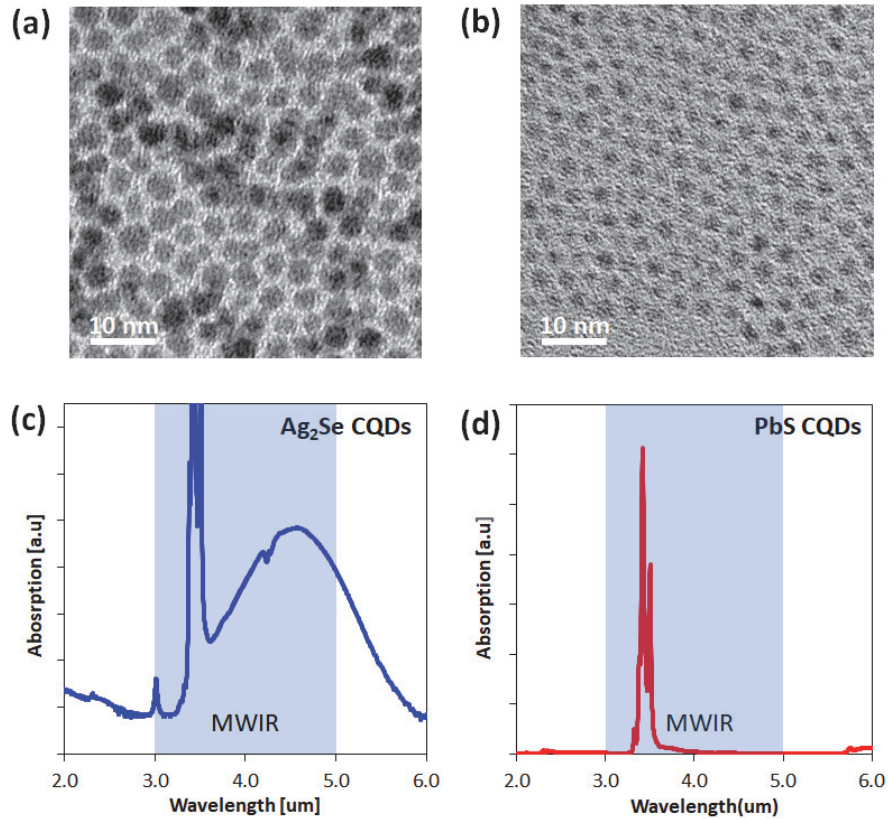 (a)
10 nm
(b)
10 nm
(c)
Ag₂Se CQDs
MWIR
Abosrption [a.u]
2.0 3.0 4.0 5.0 6.0
Wavelength [um]
(d)
PbS CQDs
MWIR
Absorption [a.u]
2.0 3.0 4.0 5.0 6.0
Wavelength(um)